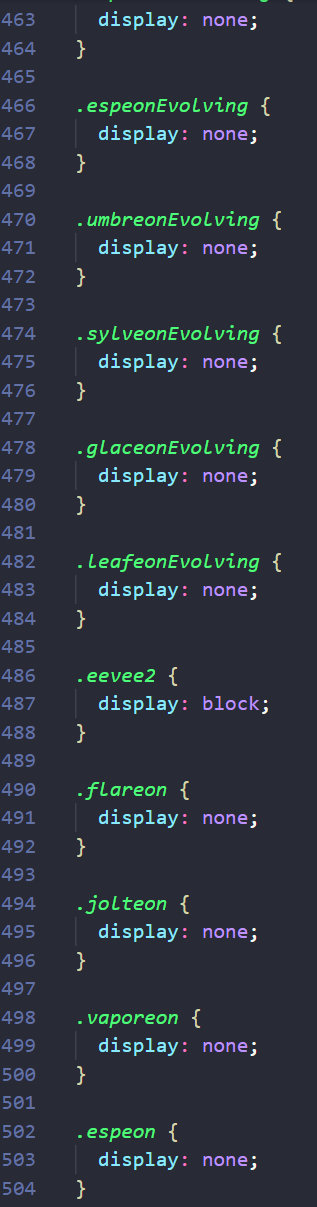 463 display: none;
464 }
465
466 .espeonEvolving {
467 display: none;
468 }
469
470 .umbreonEvolving {
471 display: none;
472 }
473
474 .sylveonEvolving {
475 display: none;
476 }
477
478 .glaceonEvolving {
479 display: none;
480 }
481
482 .leafeonEvolving {
483 display: none;
484 }
485
486 .eevee2 {
487 display: block;
488 }
489
490 .flareon {
491 display: none;
492 }
493
494 .jolteon {
495 display: none;
496 }
497
498 .vaporeon {
499 display: none;
500 }
501
502 .espeon {
503 display: none;
504 }